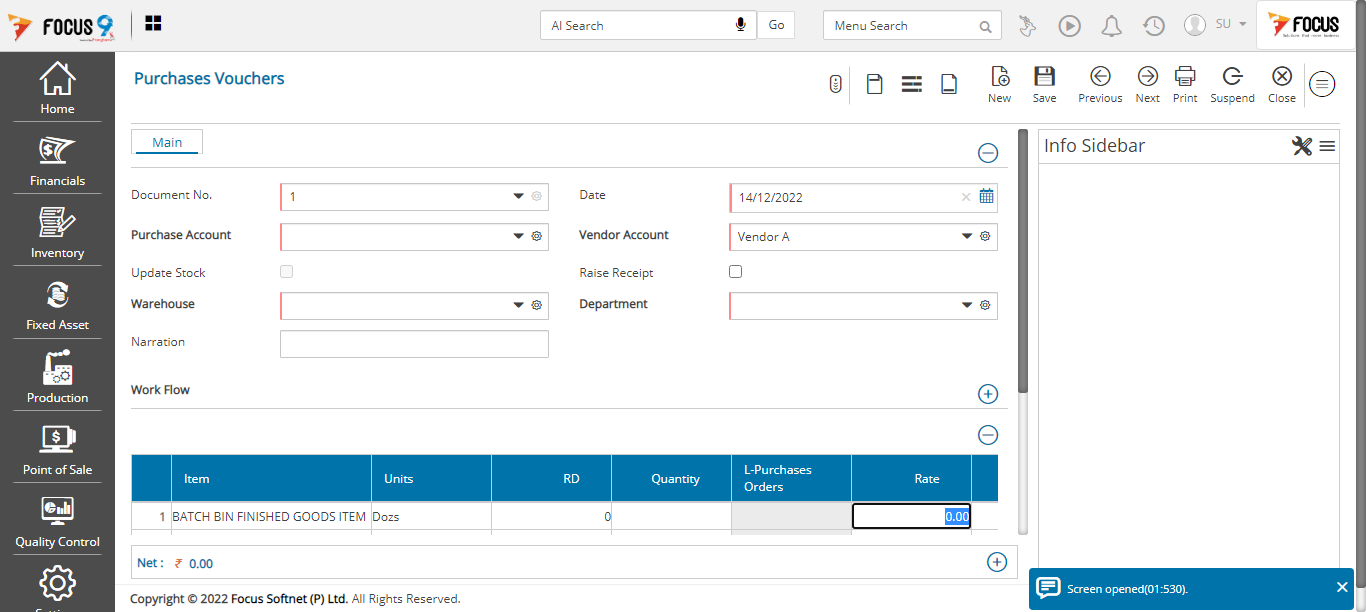 FOCUS 9
AI Search
Go
Menu Search
SU
FOCUS
Home
Financials
Inventory
Fixed Asset
Production
Point of Sale
Quality Control
Purchases Vouchers
New
Save
Previous
Next
Print
Suspend
Close
Main
Info Sidebar
Document No.
1
Date
14/12/2022
Purchase Account
Vendor Account
Vendor A
Update Stock
Raise Receipt
Warehouse
Department
Narration
Work Flow
Item
Units
RD
Quantity
L-Purchases
Orders
Rate
1
BATCH BIN FINISHED GOODS ITEM
Dozs
0
0.00
Net : ₹ 0.00
Screen opened(01:530).
Copyright © 2022 Focus Softnet (P) Ltd. All Rights Reserved.